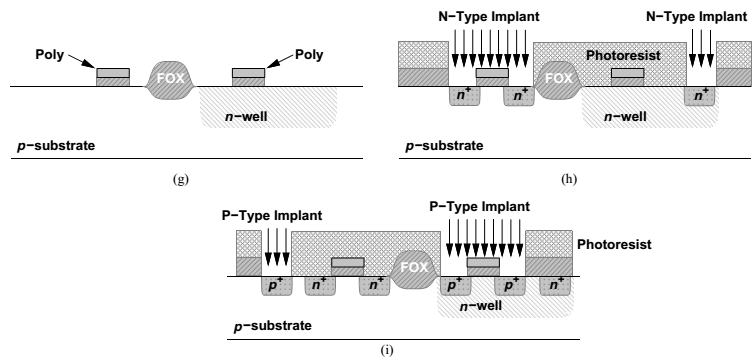 Poly
Poly
FOX
n-well
p-substrate
(g)
N-Type Implant
N-Type Implant
Photoresist
FOX
n+
n+
n+
n-well
p-substrate
(h)
P-Type Implant
P-Type Implant
Photoresist
FOX
p+
n+
n+
p+
p+
n+
n-well
p-substrate
(i)